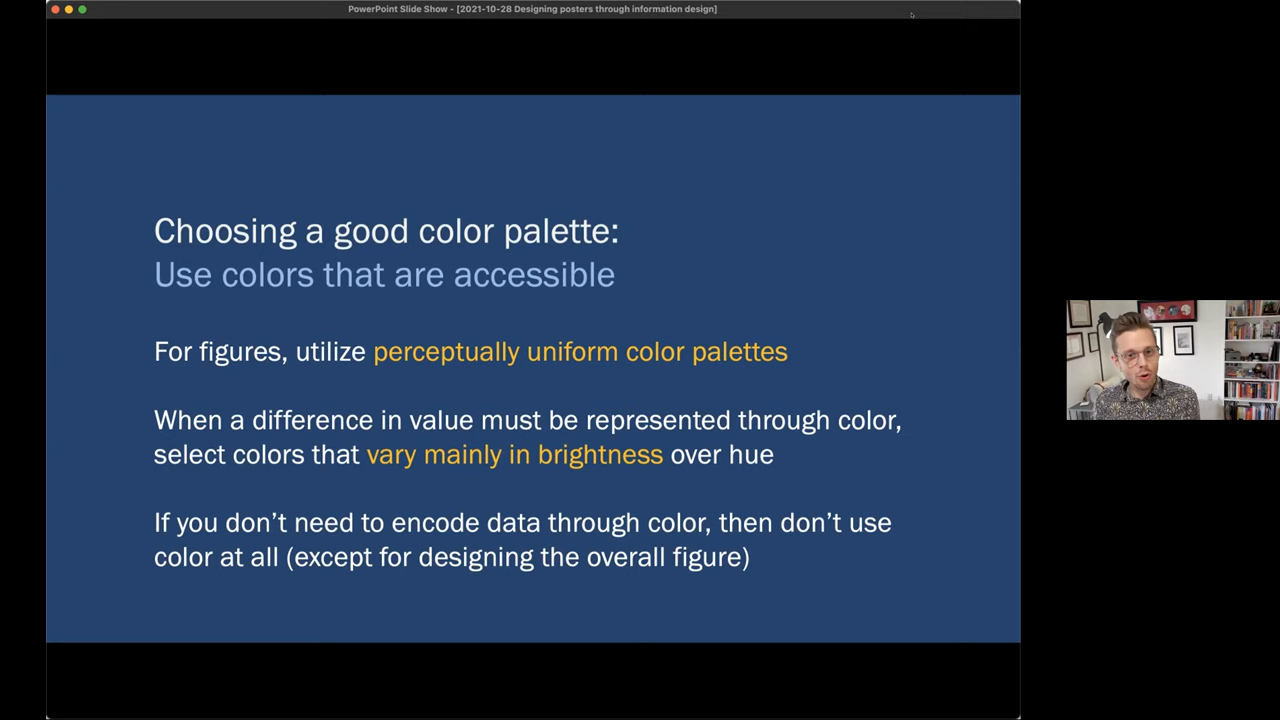 PowerPoint Slide Show - [2021-10-28 Designing posters through information design]
Choosing a good color palette:
Use colors that are accessible
For figures, utilize perceptually uniform color palettes
When a difference in value must be represented through color,
select colors that vary mainly in brightness over hue
If you don’t need to encode data through color, then don’t use
color at all (except for designing the overall figure)